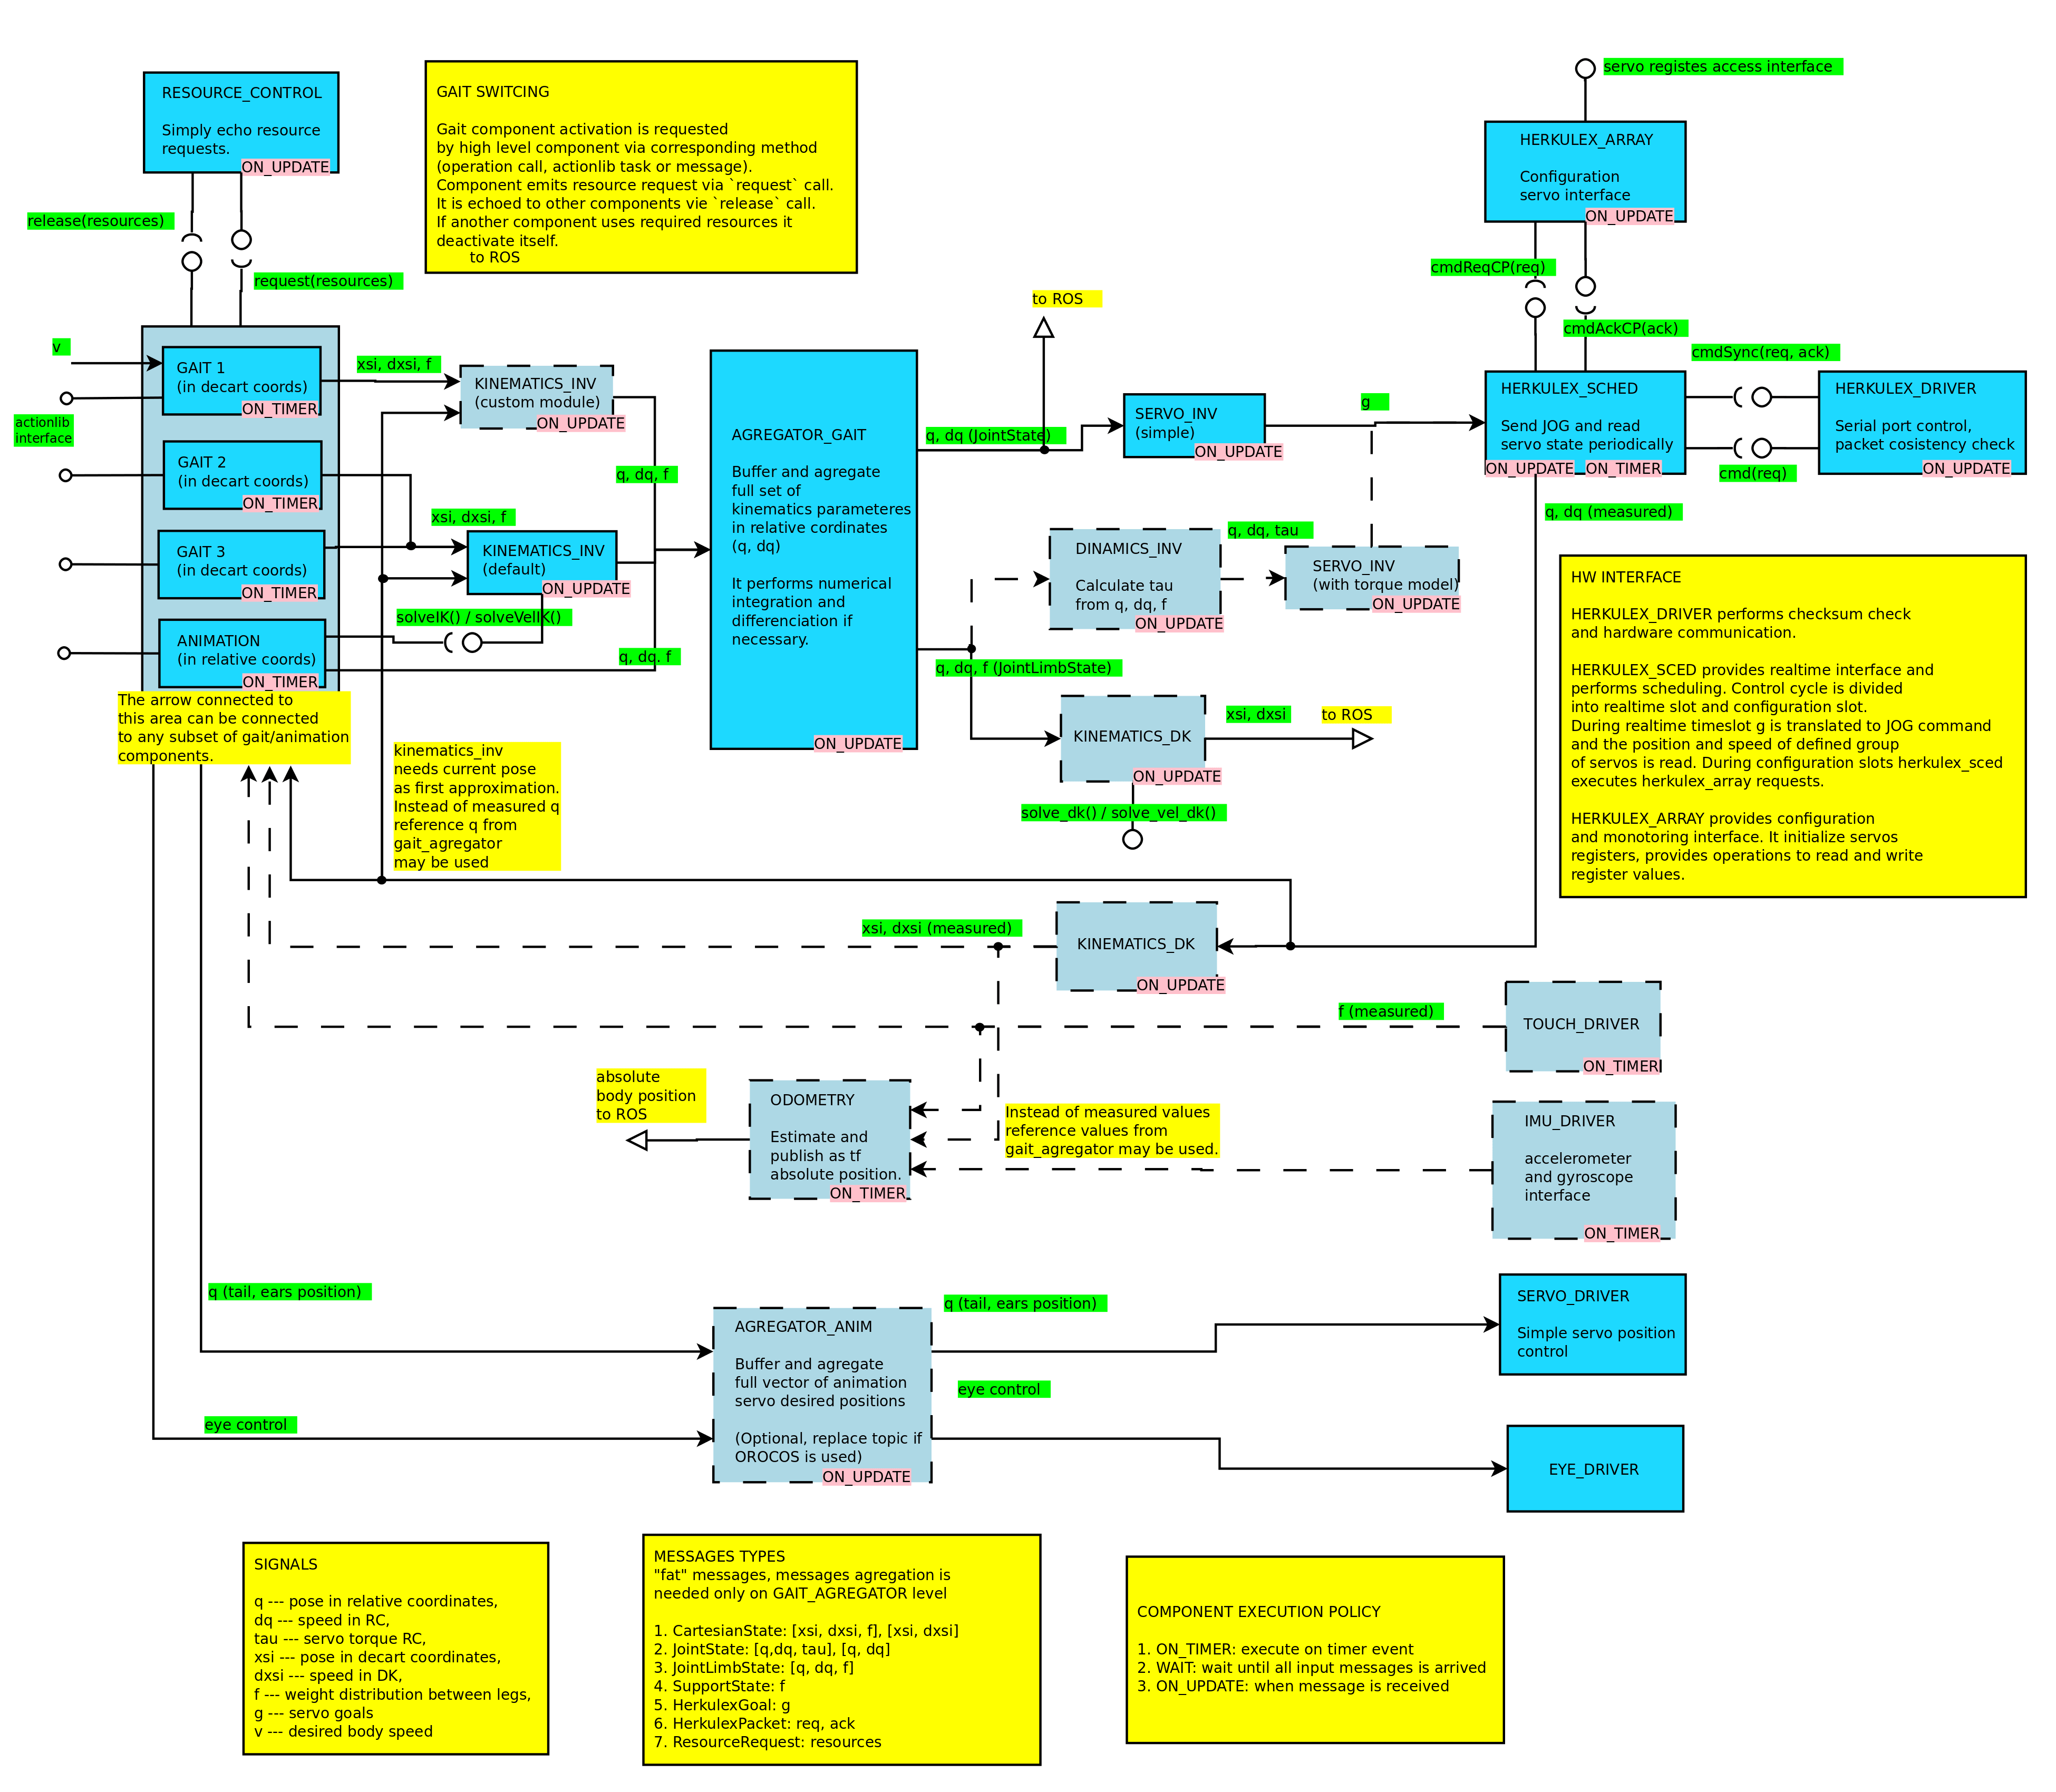 RESOURCE_CONTROL
Simply echo resource
requests.
ON_UPDATE
release(resources)
request(resources)
GAIT SWITCING
Gait component activation is requested
by high level component via corresponding method
(operation call, actionlib task or message).
Component emits resource request via `request` call.
It is echoed to other components vie `release` call.
If another component uses required resources it
deactivate itself.
to ROS
servo registes access interface
HERKULEX_ARRAY
Configuration
servo interface
ON_UPDATE
cmdReqCP(req)
cmdAckCP(ack)
cmdSync(req, ack)
HERKULEX_SCHED
Send JOG and read
servo state periodically
ON_UPDATE
ON_TIMER
cmd(req)
HERKULEX_DRIVER
Serial port control,
packet cosistency check
ON_UPDATE
q, dq (measured)
v
actionlib
interface
GAIT 1
(in decart coords)
ON_TIMER
GAIT 2
(in decart coords)
ON_TIMER
GAIT 3
(in decart coords)
ON_TIMER
ANIMATION
(in relative coords)
ON_TIMER
The arrow connected to
this area can be connected
to any subset of gait/animation
components.
xsi, dxsi, f
KINEMATICS_INV
(custom module)
ON_UPDATE
q, dq, f
xsi, dxsi, f
KINEMATICS_INV
(default)
ON_UPDATE
solveIK() / solveVelIK()
q, dq. f
kinematics_inv
needs current pose
as first approximation.
Instead of measured q
reference q from
gait_agregator
may be used
AGREGATOR_GAIT
Buffer and agregate
full set of
kinematics parameteres
in relative cordinates
(q, dq)
It performs numerical
integration and
differenciation if
necessary.
ON_UPDATE
to ROS
q, dq (JointState)
SERVO_INV
(simple)
ON_UPDATE
g
DINAMICS_INV
Calculate tau
from q, dq, f
ON_UPDATE
q, dq, tau
SERVO_INV
(with torque model)
ON_UPDATE
q, dq, f (JointLimbState)
KINEMATICS_DK
ON_UPDATE
xsi, dxsi
to ROS
solve_dk() / solve_vel_dk()
HW INTERFACE
HERKULEX_DRIVER performs checksum check
and hardware communication.
HERKULEX_SCED provides realtime interface and
performs scheduling. Control cycle is divided
into realtime slot and configuration slot.
During realtime timeslot g is translated to JOG command
and the position and speed of defined group
of servos is read. During configuration slots herkulex_sced
executes herkulex_array requests.
HERKULEX_ARRAY provides configuration
and monotoring interface. It initialize servos
registers, provides operations to read and write
register values.
xsi, dxsi (measured)
KINEMATICS_DK
ON_UPDATE
f (measured)
TOUCH_DRIVER
ON_TIMER
absolute
body position
to ROS
ODOMETRY
Estimate and
publish as tf
absolute position.
ON_TIMER
Instead of measured values
reference values from
gait_agregator may be used.
IMU_DRIVER
accelerometer
and gyroscope
interface
ON_TIMER
q (tail, ears position)
eye control
AGREGATOR_ANIM
Buffer and agregate
full vector of animation
servo desired positions
(Optional, replace topic if
OROCOS is used)
ON_UPDATE
q (tail, ears position)
eye control
SERVO_DRIVER
Simple servo position
control
EYE_DRIVER
SIGNALS
q --- pose in relative coordinates,
dq --- speed in RC,
tau --- servo torque RC,
xsi --- pose in decart coordinates,
dxsi --- speed in DK,
f --- weight distribution between legs,
g --- servo goals
v --- desired body speed
MESSAGES TYPES
"fat" messages, messages agregation is
needed only on GAIT_AGREGATOR level
1. CartesianState: [xsi, dxsi, f], [xsi, dxsi]
2. JointState: [q,dq, tau], [q, dq]
3. JointLimbState: [q, dq, f]
4. SupportState: f
5. HerkulexGoal: g
6. HerkulexPacket: req, ack
7. ResourceRequest: resources
COMPONENT EXECUTION POLICY
1. ON_TIMER: execute on timer event
2. WAIT: wait until all input messages is arrived
3. ON_UPDATE: when message is received